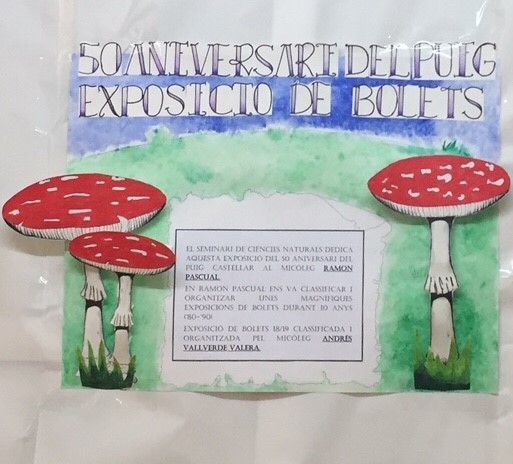 50 ANIVERSARI DEL PUIG
EXPOSICIO DE BOLETS
EL SEMINARI DE CIÈNCIES NATURALS DEDICA
AQUESTA EXPOSICIÓ DEL 50 ANIVERSARI DEL
PUIG CASTELLAR AL MICÒLEG RAMON
PASCUAL.
EN RAMON PASCUAL ENS VA CLASSIFICAR I
ORGANITZAR UNES MAGNÍFIQUES
EXPOSICIONS DE BOLETS DURANT 10 ANYS
('80-'90)
EXPOSICIÓ DE BOLETS 18/19 CLASSIFICADA I
ORGANITZADA PEL MICÒLEG ANDRÉS
VALLVERDE VALERA.